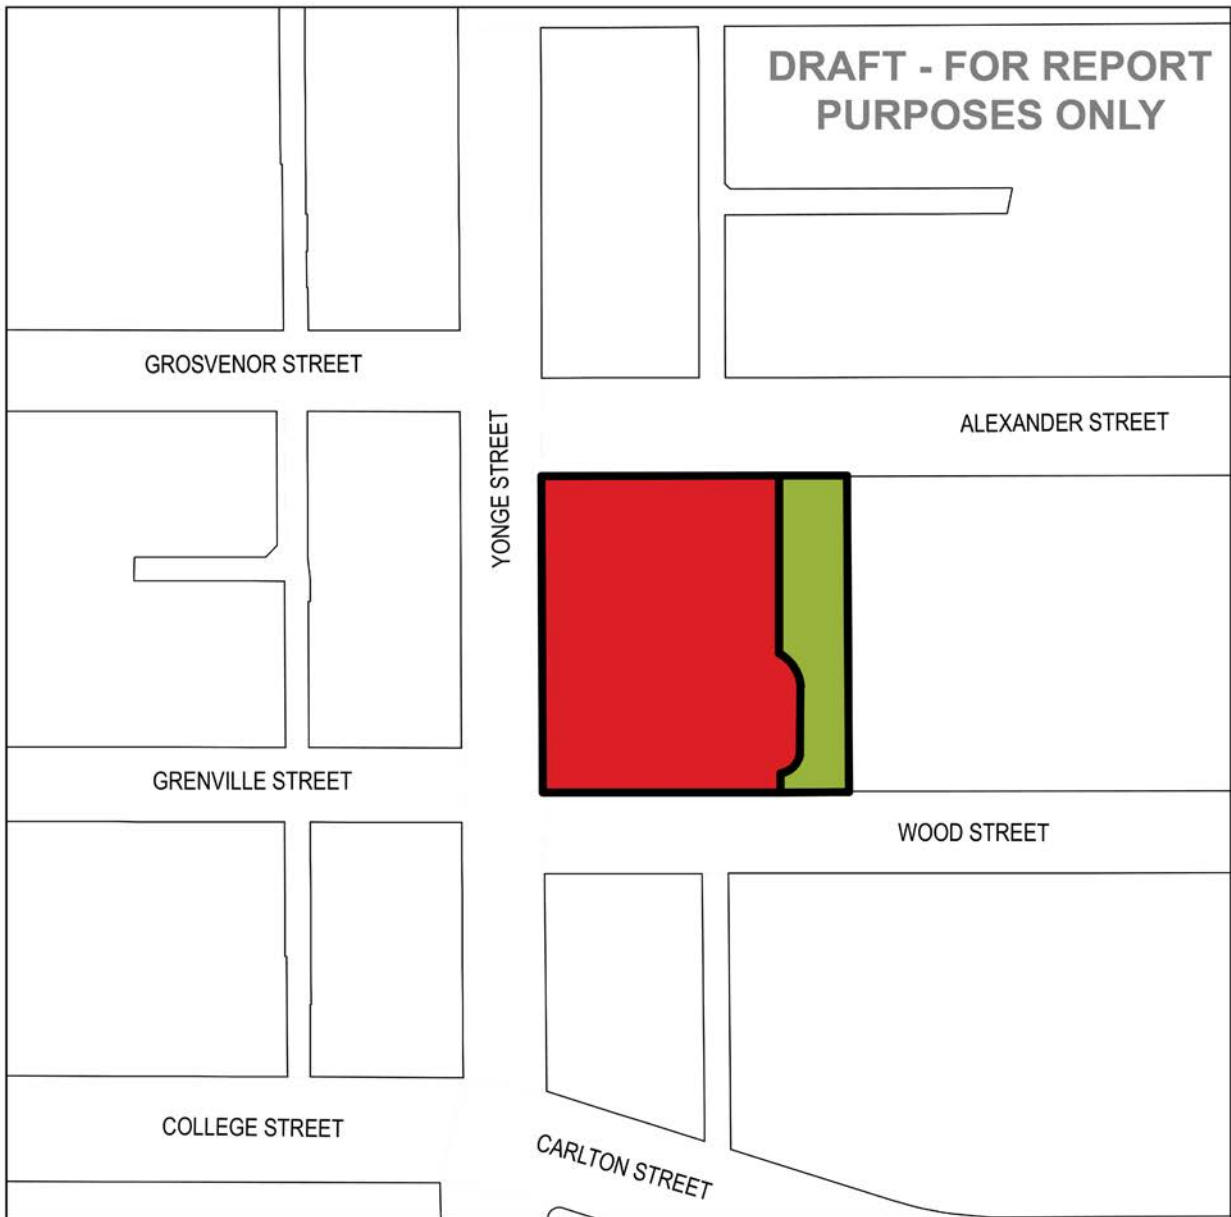 DRAFT - FOR REPORT
PURPOSES ONLY
GROSVENOR STREET
YONGE STREET
ALEXANDER STREET
GRENVILLE STREET
WOOD STREET
COLLEGE STREET
CARLTON STREET